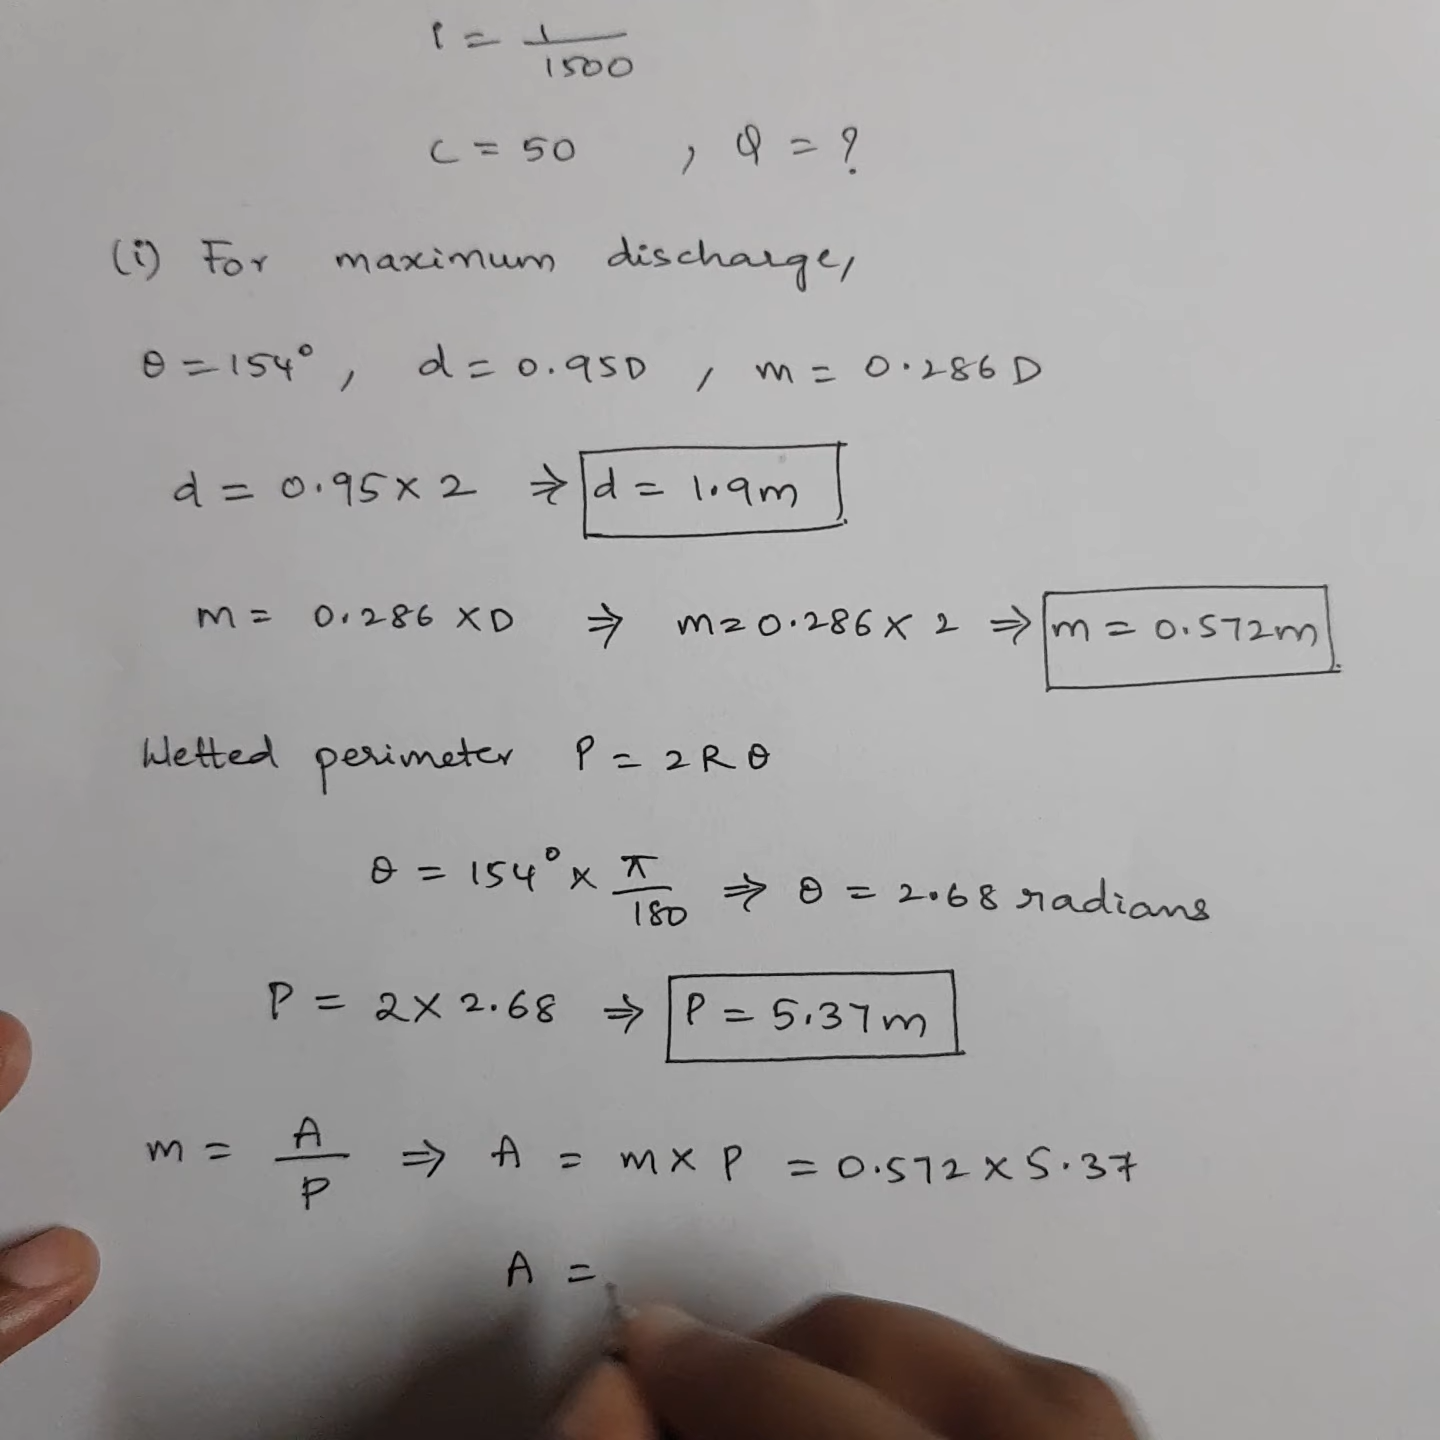 i = 1/1500
C = 50 , Q = ?
(i) For maximum discharge,
θ = 154° , d = 0.95D , m = 0.286 D
d = 0.95 × 2 ⇒ d = 1.9m
m = 0.286 × D ⇒ m = 0.286 × 2 ⇒ m = 0.572m
Wetted perimeter P = 2Rθ
θ = 154° × π/180 ⇒ θ = 2.68 radians
P = 2 × 2.68 ⇒ P = 5.37m
m = A/P ⇒ A = m × P = 0.572 × 5.37
A =